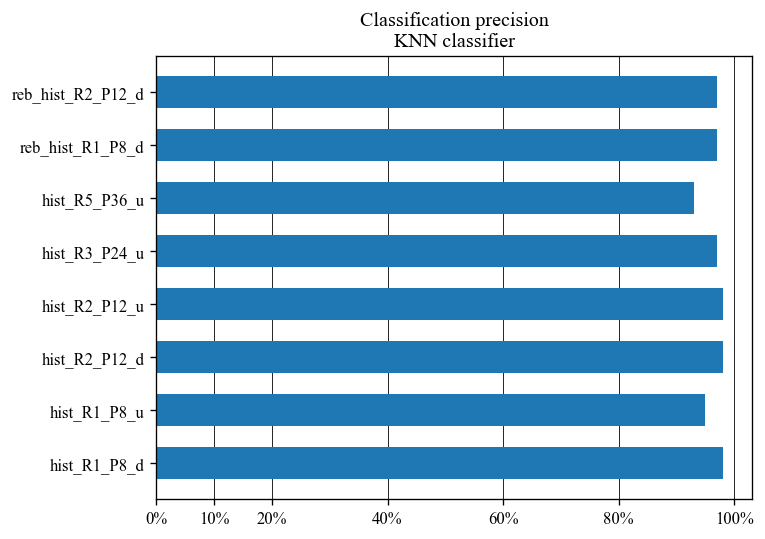 Classification precision
KNN classifier
reb_hist_R2_P12_d
reb_hist_R1_P8_d
hist_R5_P36_u
hist_R3_P24_u
hist_R2_P12_u
hist_R2_P12_d
hist_R1_P8_u
hist_R1_P8_d
0% 10% 20% 40% 60% 80% 100%